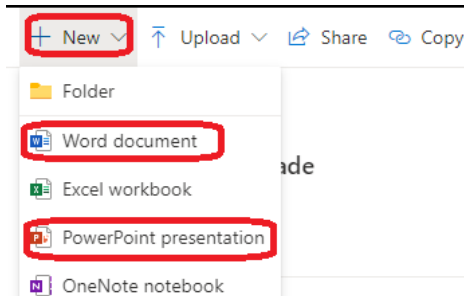 + New Upload Share Copy
Folder
Word document
ade
Excel workbook
PowerPoint presentation
OneNote notebook